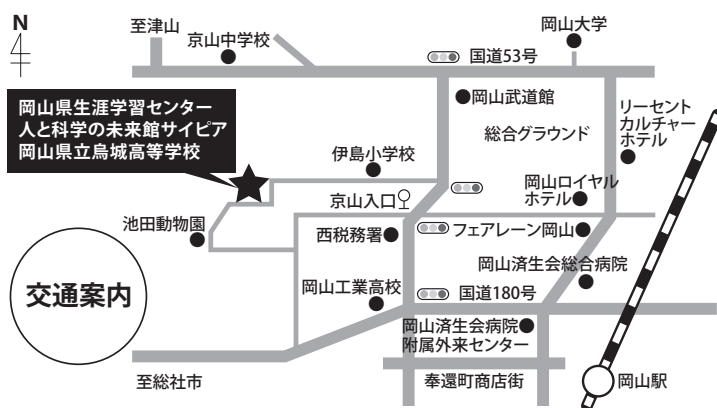 N
至津山
京山中学校
国道53号
岡山大学
岡山県生涯学習センター
人と科学の未来館サイピア
岡山県立烏城高等学校
岡山武道館
総合グラウンド
リーセント
カルチャー
ホテル
伊島小学校
京山入口
岡山ロイヤル
ホテル
池田動物園
西税務署
フェアレーン岡山
岡山済生会総合病院
交通案内
岡山工業高校
国道180号
岡山済生会病院
附属外来センター
至総社市
奉還町商店街
岡山駅